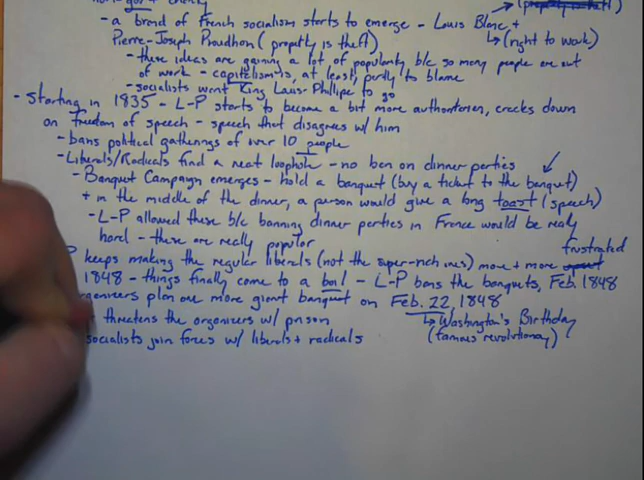 - a brand of French socialism starts to emerge - Louis Blanc +
Pierre-Joseph Proudhon (property is theft)
↳ (right to work)
- these ideas are gaining a lot of popularity b/c so many people are out
of work - capitalism is, at least, partly to blame
- socialists want King Louis-Phillipe to go
- Starting in 1835 - L-P starts to become a bit more authoritarian, cracks down
on freedom of speech - speech that disagrees w/ him
- bans political gatherings of over 10 people
- Liberals/Radicals find a neat loophole - no ban on dinner parties
- Banquet Campaign emerges - hold a banquet (buy a ticket to the banquet)
+ in the middle of the dinner, a person would give a long toast (speech)
- L-P allowed these b/c banning dinner parties in France would be really
hard - these are really popular
P keeps making the regular liberals (not the super-rich ones) more + more frustrated
1848 - things finally come to a boil - L-P bans the banquets, Feb. 1848
organizers plan one more giant banquet on Feb. 22, 1848
threatens the organizers w/ prison
↳ Washington's Birthday
(famous revolutionary)
socialists join forces w/ liberals + radicals